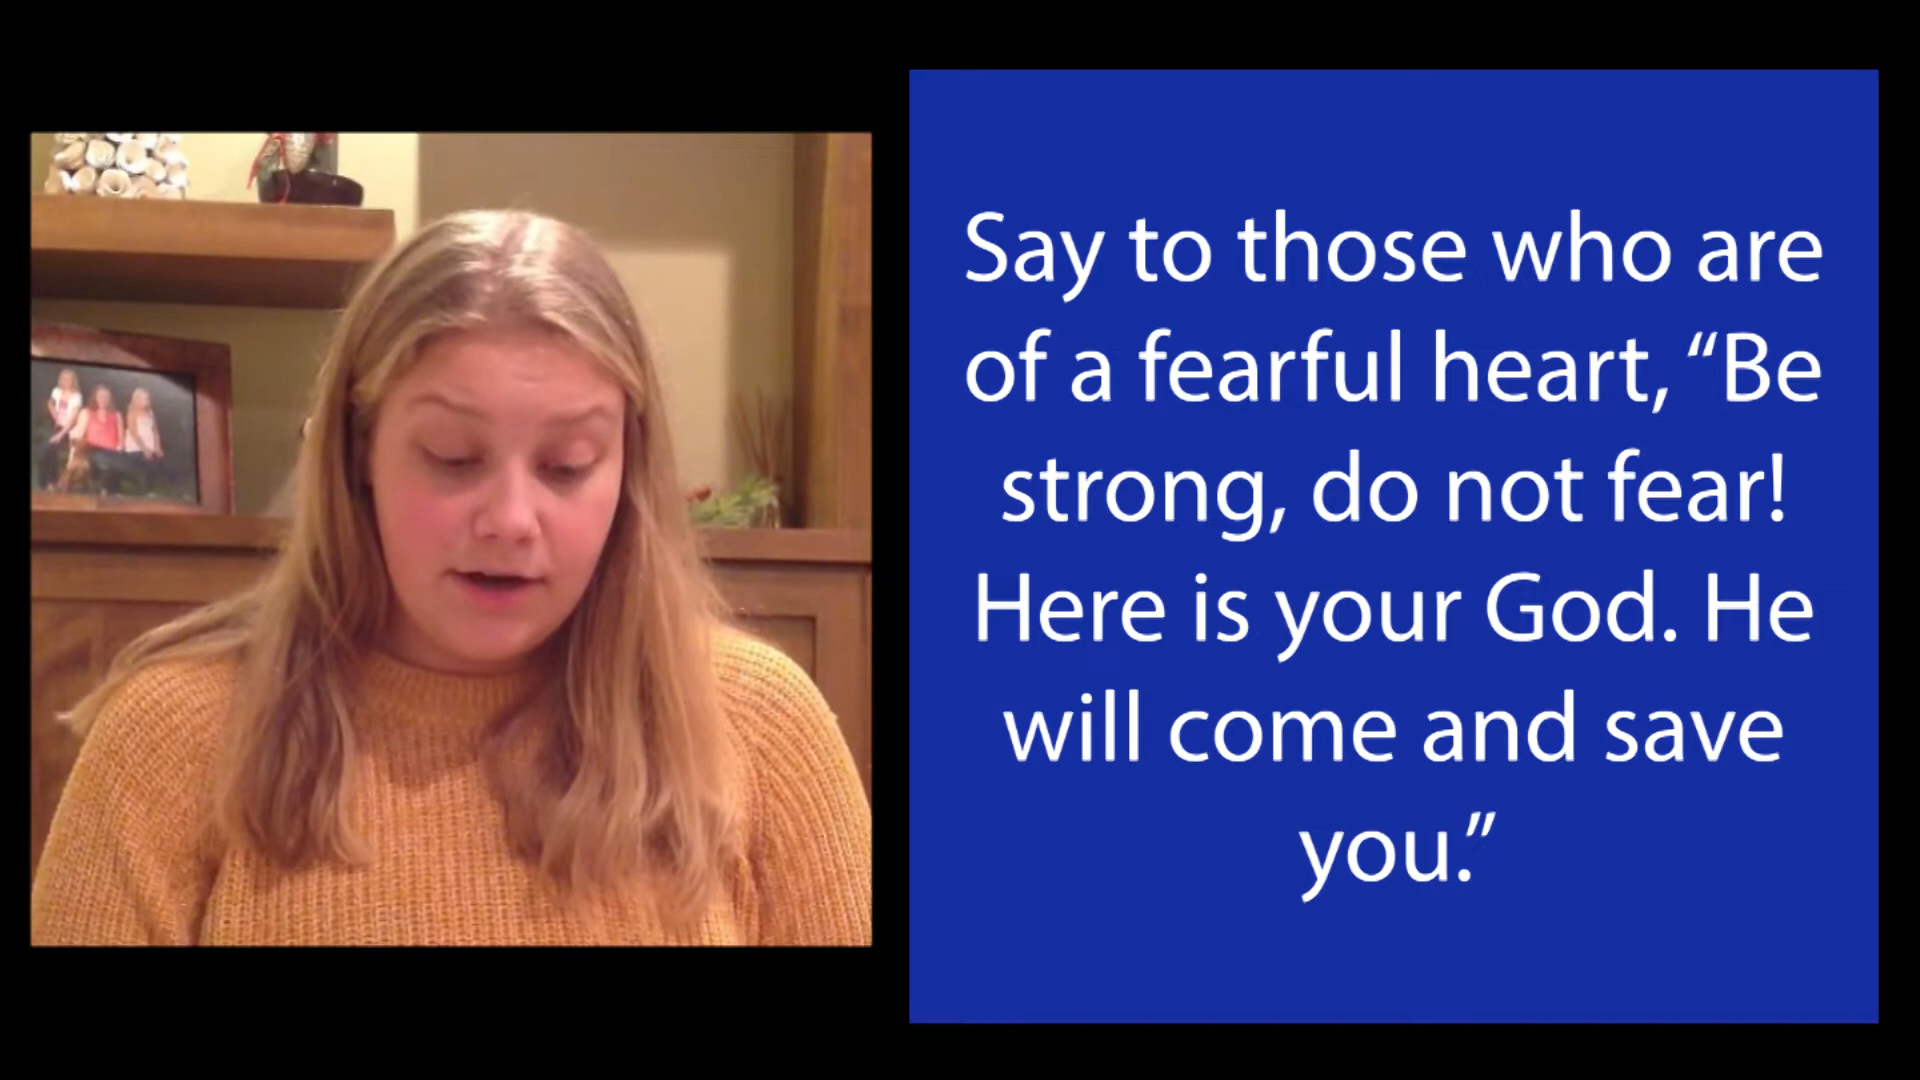 Say to those who are
of a fearful heart, “Be
strong, do not fear!
Here is your God. He
will come and save
you.”